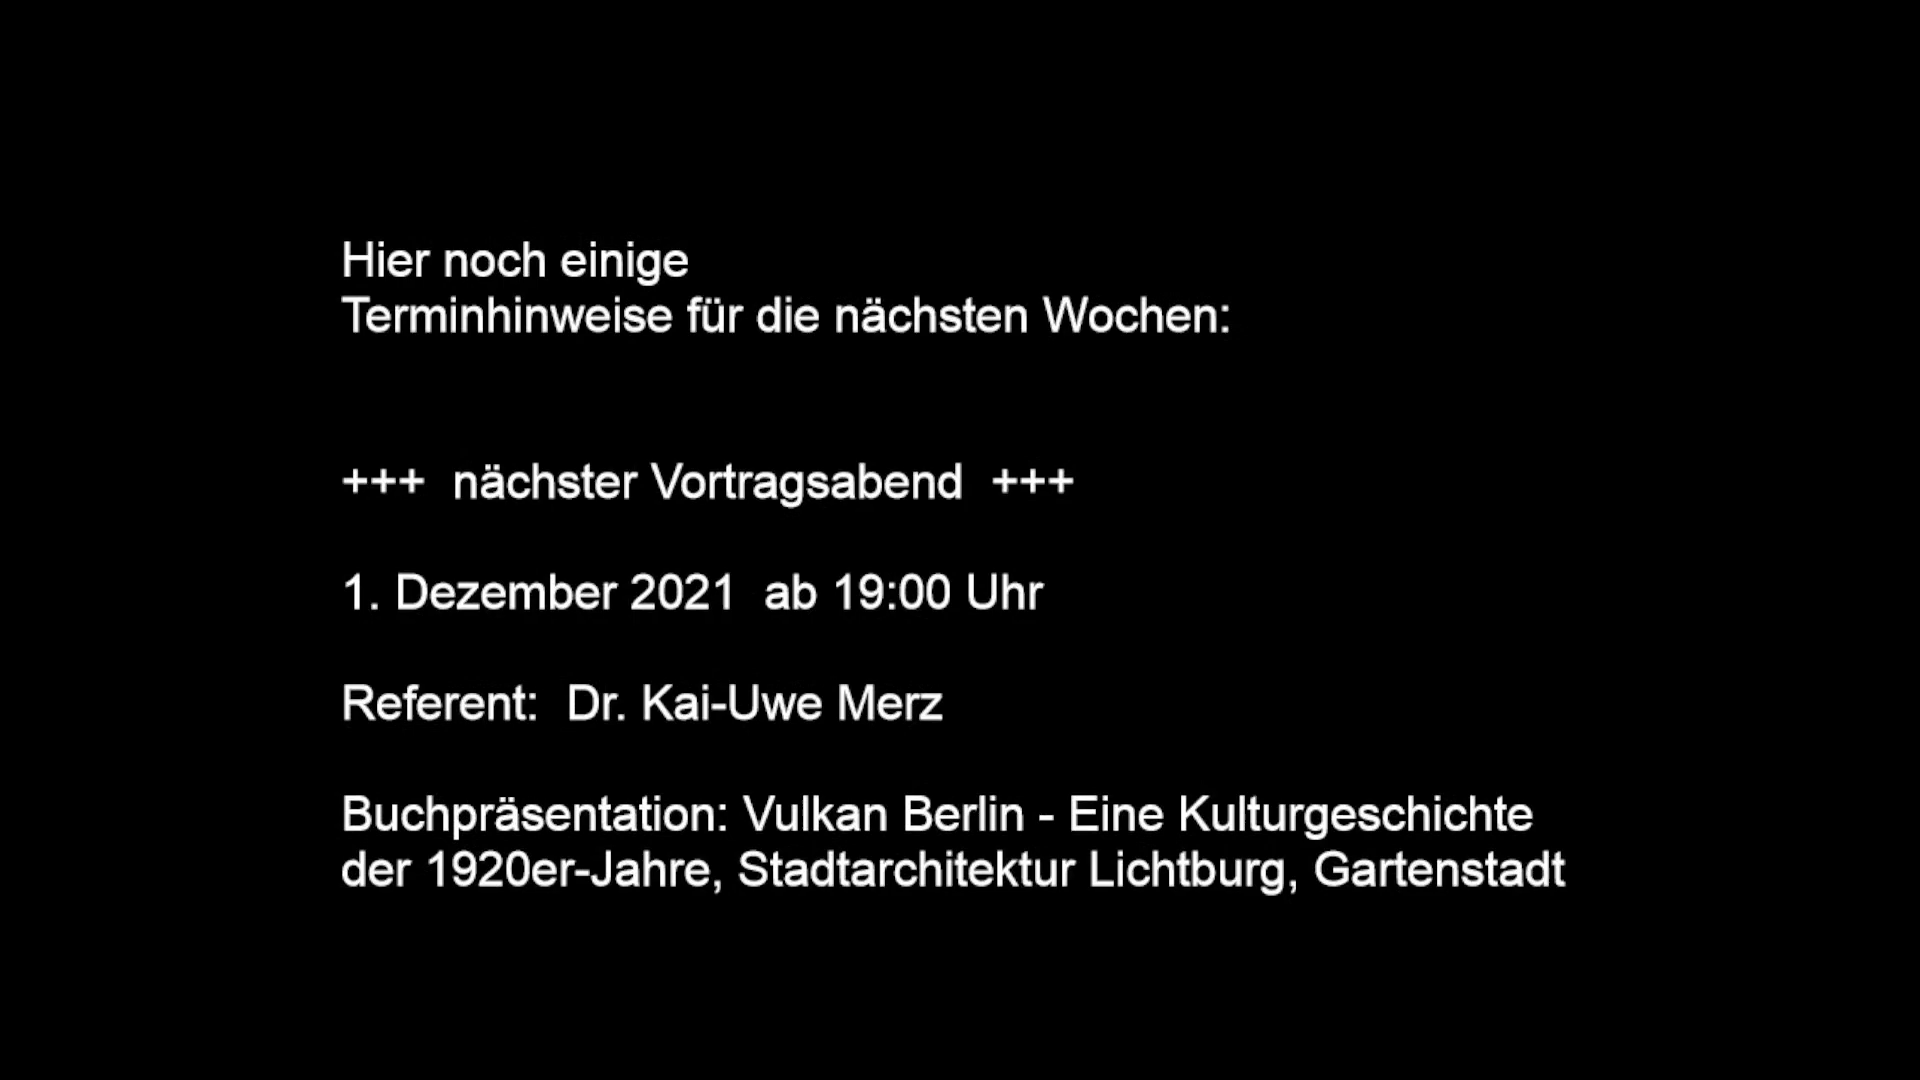 Hier noch einige
Terminhinweise für die nächsten Wochen:
+++  nächster Vortragsabend  +++
1. Dezember 2021  ab 19:00 Uhr
Referent:  Dr. Kai-Uwe Merz
Buchpräsentation: Vulkan Berlin - Eine Kulturgeschichte
der 1920er-Jahre, Stadtarchitektur Lichtburg, Gartenstadt